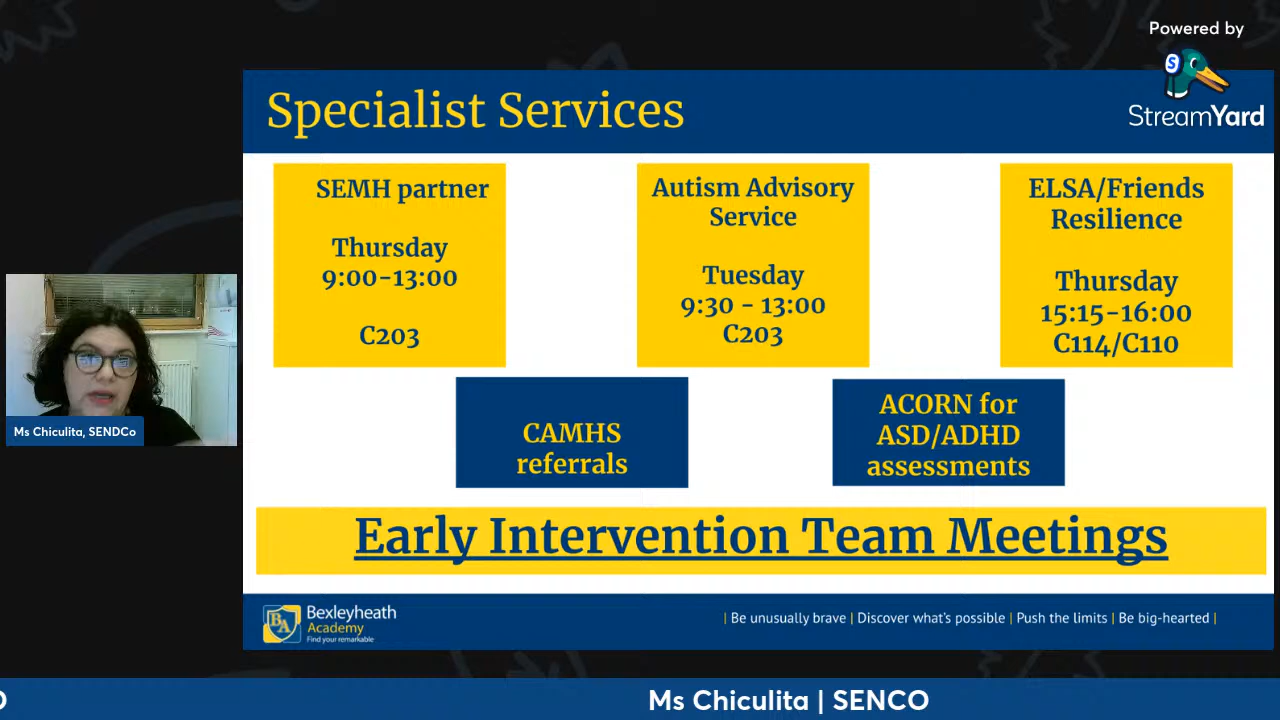 Powered by
StreamYard
Specialist Services
SEMH partner
Thursday
9:00-13:00
C203
Autism Advisory
Service
Tuesday
9:30 - 13:00
C203
ELSA/Friends
Resilience
Thursday
15:15-16:00
C114/C110
CAMHS
referrals
ACORN for
ASD/ADHD
assessments
Early Intervention Team Meetings
Ms Chiculita, SENDCo
BA
Bexleyheath
Academy
Find your remarkable
| Be unusually brave | Discover what's possible | Push the limits | Be big-hearted |
O
Ms Chiculita | SENCO